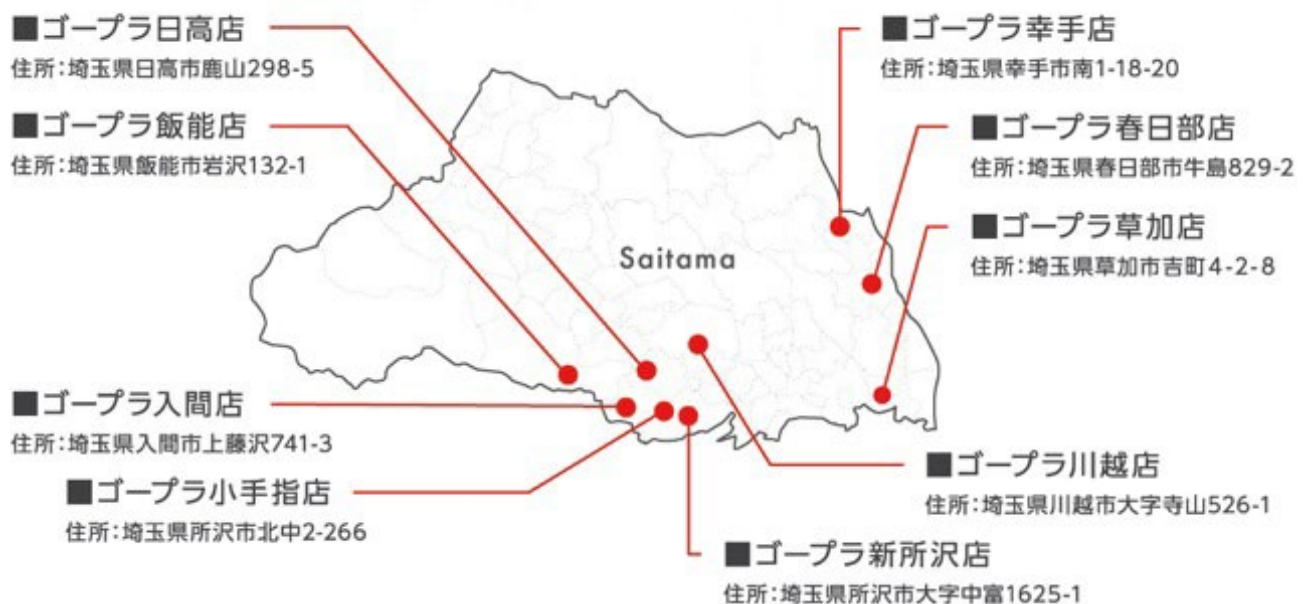 ■ゴープラ日高店
住所：埼玉県日高市鹿山298-5
■ゴープラ飯能店
住所：埼玉県飯能市岩沢132-1
■ゴープラ幸手店
住所：埼玉県幸手市南1-18-20
■ゴープラ春日部店
住所：埼玉県春日部市牛島829-2
■ゴープラ草加店
住所：埼玉県草加市吉町4-2-8
Saitama
■ゴープラ入間店
住所：埼玉県入間市上藤沢741-3
■ゴープラ小手指店
住所：埼玉県所沢市北中2-266
■ゴープラ川越店
住所：埼玉県川越市大字寺山526-1
■ゴープラ新所沢店
住所：埼玉県所沢市大字中富1625-1